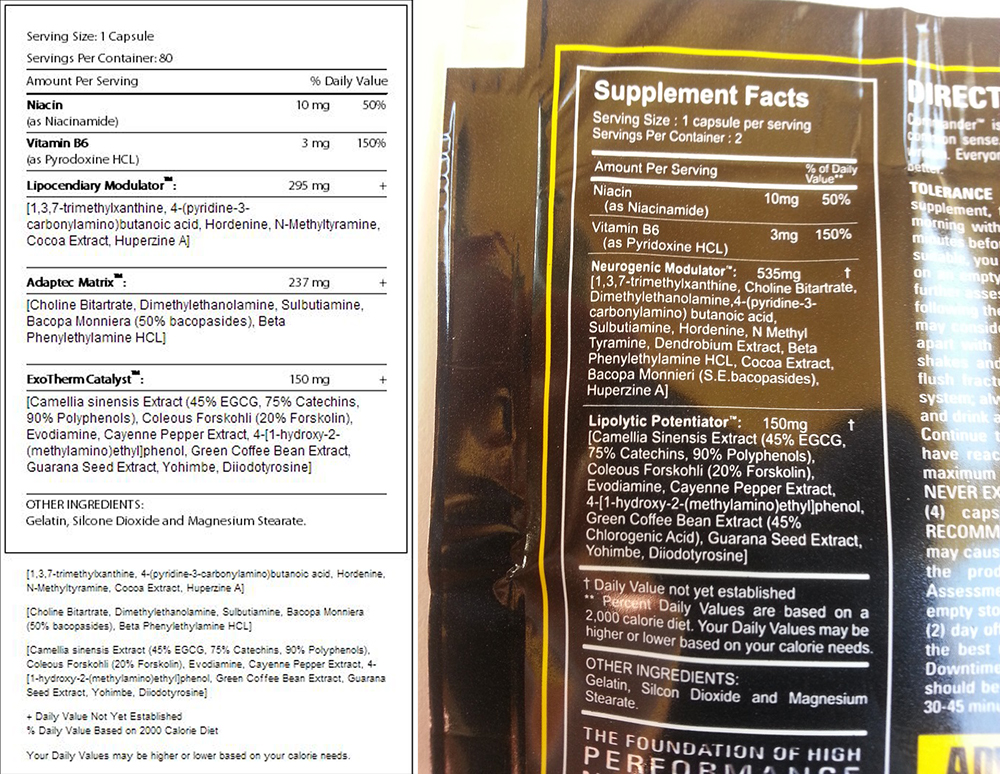 Serving Size: 1 Capsule
Servings Per Container: 80
Amount Per Serving % Daily Value
Niacin 10 mg 50%
(as Niacinamide)
Vitamin B6 3 mg 150%
(as Pyrodoxine HCL)
Lipocendiary Modulator™: 295 mg +
[1,3,7-trimethylxanthine, 4-(pyridine-3-
carbonylamino)butanoic acid, Hordenine, N-Methyltyramine,
Cocoa Extract, Huperzine A]
Adaptec Matrix™: 237 mg +
[Choline Bitartrate, Dimethylethanolamine, Sulbutiamine,
Bacopa Monniera (50% bacopasides), Beta
Phenylethylamine HCL]
ExoTherm Catalyst™: 150 mg +
[Camellia sinensis Extract (45% EGCG, 75% Catechins,
90% Polyphenols), Coleous Forskohli (20% Forskolin),
Evodiamine, Cayenne Pepper Extract, 4-[1-hydroxy-2-
(methylamino)ethyl]phenol, Green Coffee Bean Extract,
Guarana Seed Extract, Yohimbe, Diiodotyrosine]
OTHER INGREDIENTS:
Gelatin, Silcone Dioxide and Magnesium Stearate.
[1,3,7-trimethylxanthine, 4-(pyridine-3-carbonylamino)butanoic acid, Hordenine,
N-Methyltyramine, Cocoa Extract, Huperzine A]
[Choline Bitartrate, Dimethylethanolamine, Sulbutiamine, Bacopa Monniera
(50% bacopasides), Beta Phenylethylamine HCL]
[Camellia sinensis Extract (45% EGCG, 75% Catechins, 90% Polyphenols),
Coleous Forskohli (20% Forskolin), Evodiamine, Cayenne Pepper Extract, 4-
[1-hydroxy-2-(methylamino)ethyl]phenol, Green Coffee Bean Extract, Guarana
Seed Extract, Yohimbe, Diiodotyrosine]
+ Daily Value Not Yet Established
% Daily Value Based on 2000 Calorie Diet
Your Daily Values may be higher or lower based on your calorie needs.
Supplement Facts
Serving Size : 1 capsule per serving
Servings Per Container : 2
Amount Per Serving % of Daily
Value**
Niacin 10mg 50%
(as Niacinamide)
Vitamin B6 3mg 150%
(as Pyridoxine HCL)
Neurogenic Modulator™: 535mg †
[1,3,7-trimethylxanthine, Choline Bitartrate,
Dimethylethanolamine,4-(pyridine-3-
carbonylamino) butanoic acid,
Sulbutiamine, Hordenine, N Methyl
Tyramine, Dendrobium Extract, Beta
Phenylethylamine HCL, Cocoa Extract,
Bacopa Monnieri (S.E.bacopasides),
Huperzine A]
Lipolytic Potentiator™: 150mg †
[Camellia Sinensis Extract (45% EGCG,
75% Catechins, 90% Polyphenols),
Coleous Forskohli (20% Forskolin),
Evodiamine, Cayenne Pepper Extract,
4-[1-hydroxy-2-(methylamino)ethyl]phenol,
Green Coffee Bean Extract (45%
Chlorogenic Acid), Guarana Seed Extract,
Yohimbe, Diiodotyrosine]
† Daily Value not yet established
** Percent Daily Values are based on a
2,000 calorie diet. Your Daily Values may be
higher or lower based on your calorie needs.
OTHER INGREDIENTS:
Gelatin, Silcon Dioxide and Magnesium
Stearate.
THE FOUNDATION OF HIGH
PERFORMANCE
DIRECT
is
sense.
Everyon
better.
TOLERANCE
supplement,
morning with
minutes befor
you
on empty
further asses
following the
may conside
apart with
shakes and
flush fract
system; alw
and drink a
Continue t
have reac
maximum
NEVER EX
(4) caps
RECOMM
may caus
the prod
Assessme
empty sto
(2) day of
the best
Downtime
should be
30-45 minu
AD